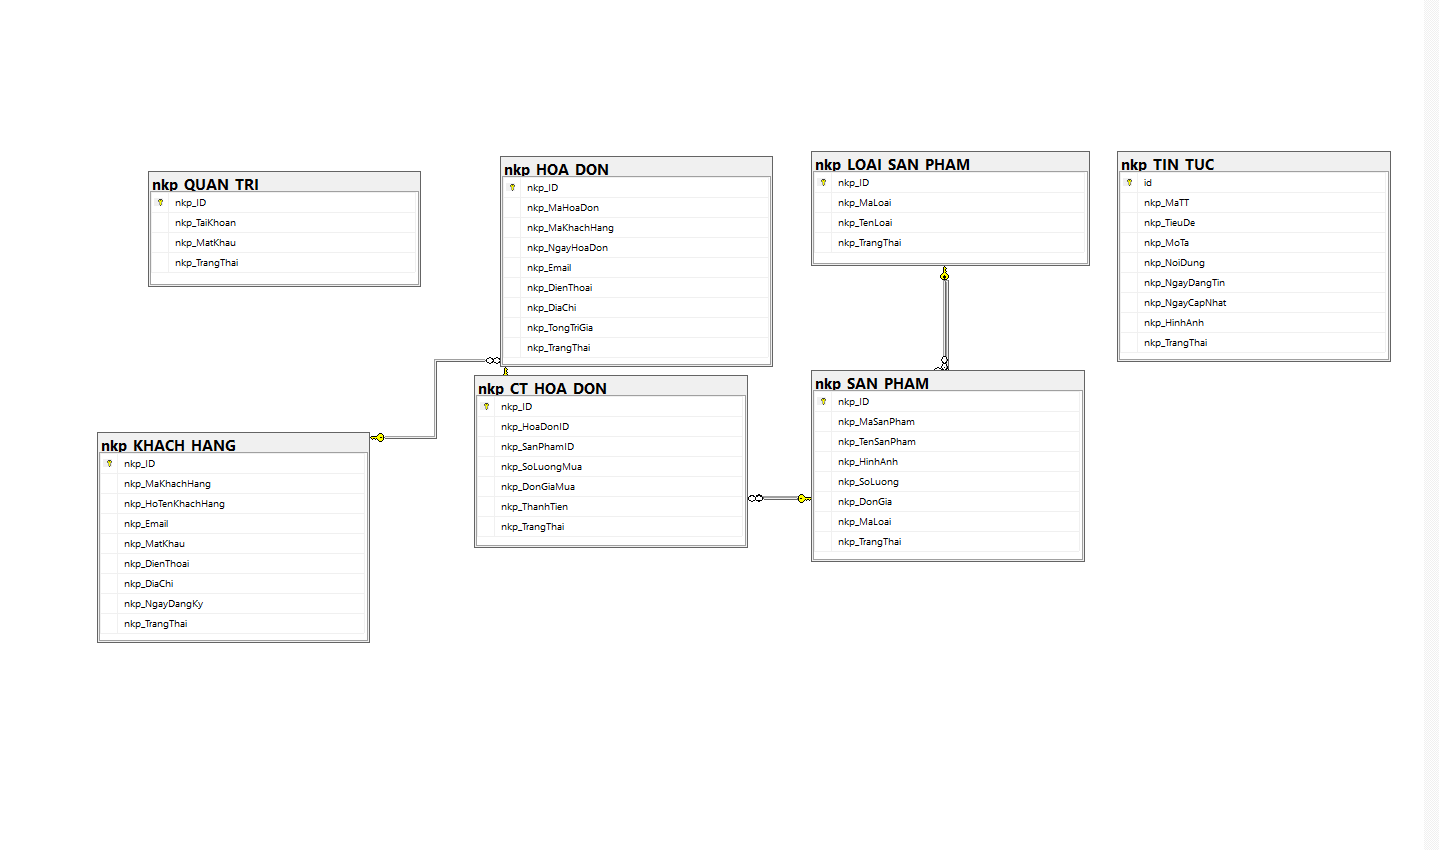 nkp_QUAN_TRI
nkp_ID
nkp_TaiKhoan
nkp_MatKhau
nkp_TrangThai
nkp_HOA_DON
nkp_ID
nkp_MaHoaDon
nkp_MaKhachHang
nkp_NgayHoaDon
nkp_Email
nkp_DienThoai
nkp_DiaChi
nkp_TongTriGia
nkp_TrangThai
nkp_LOAI_SAN_PHAM
nkp_ID
nkp_MaLoai
nkp_TenLoai
nkp_TrangThai
nkp_TIN_TUC
id
nkp_MaTT
nkp_TieuDe
nkp_MoTa
nkp_NoiDung
nkp_NgayDangTin
nkp_NgayCapNhat
nkp_HinhAnh
nkp_TrangThai
nkp_KHACH_HANG
nkp_ID
nkp_MaKhachHang
nkp_HoTenKhachHang
nkp_Email
nkp_MatKhau
nkp_DienThoai
nkp_DiaChi
nkp_NgayDangKy
nkp_TrangThai
nkp_CT_HOA_DON
nkp_ID
nkp_HoaDonID
nkp_SanPhamID
nkp_SoLuongMua
nkp_DonGiaMua
nkp_ThanhTien
nkp_TrangThai
nkp_SAN_PHAM
nkp_ID
nkp_MaSanPham
nkp_TenSanPham
nkp_HinhAnh
nkp_SoLuong
nkp_DonGia
nkp_MaLoai
nkp_TrangThai